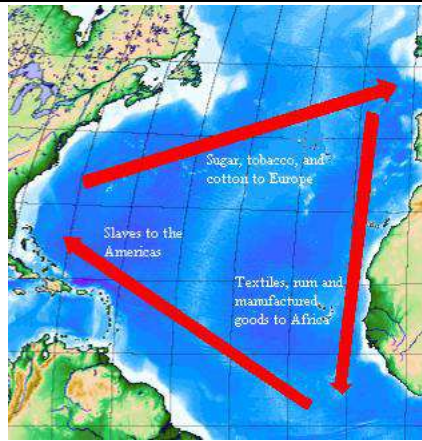 Sugar, tobacco, and
cotton to Europe
Slaves to the
Americas
Textiles, rum and
manufactured
goods to Africa